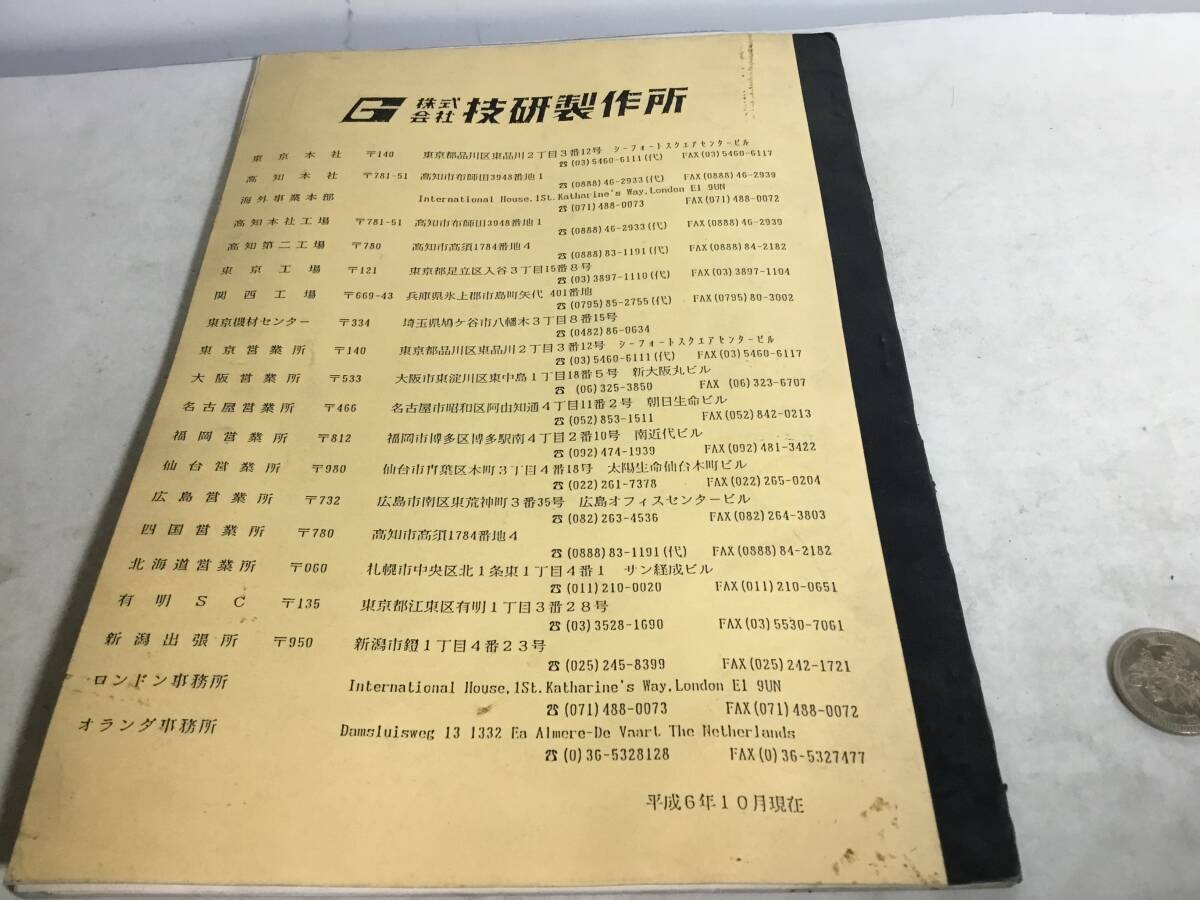 株式会社 技研製作所
東京本社 〒140 東京都品川区東品川2丁目3番12号 シーフォートスクエアセンタービル
☎(03)5460-6111(代) FAX(03)5460-6117
高知本社 〒781-51 高知市布師田3948番地1
☎(0888)46-2933(代) FAX(0888)46-2939
海外事業本部 International House,1St.Katharine's Way,London E1 9UN
☎(071)488-0073 FAX(071)488-0072
高知本社工場 〒781-51 高知市布師田3948番地1
☎(0888)46-2933(代) FAX(0888)46-2939
高知第二工場 〒780 高知市高須1784番地4
☎(0888)83-1191(代) FAX(0888)84-2182
東京工場 〒121 東京都足立区入谷3丁目15番8号
☎(03)3897-1110(代) FAX(03)3897-1104
関西工場 〒669-43 兵庫県氷上郡市島町矢代 401番地
☎(0795)85-2755(代) FAX(0795)80-3002
東京機材センター 〒334 埼玉県鳩ケ谷市八幡木3丁目8番15号
☎(0482)86-0634
東京営業所 〒140 東京都品川区東品川2丁目3番12号 シーフォートスクエアセンタービル
☎(03)5460-6111(代) FAX(03)5460-6117
大阪営業所 〒533 大阪市東淀川区東中島1丁目18番5号 新大阪丸ビル
☎(06)325-3850 FAX (06)323-6707
名古屋営業所 〒466 名古屋市昭和区阿由知通4丁目11番2号 朝日生命ビル
☎(052)853-1511 FAX(052)842-0213
福岡営業所 〒812 福岡市博多区博多駅南4丁目2番10号 南近代ビル
☎(092)474-1939 FAX(092)481-3422
仙台営業所 〒980 仙台市青葉区木町3丁目4番18号 太陽生命仙台木町ビル
☎(022)261-7378 FAX(022)265-0204
広島営業所 〒732 広島市南区東荒神町3番35号 広島オフィスセンタービル
☎(082)263-4536 FAX(082)264-3803
四国営業所 〒780 高知市高須1784番地4
☎(0888)83-1191(代) FAX(0888)84-2182
北海道営業所 〒060 札幌市中央区北1条東1丁目4番1 サン経成ビル
☎(011)210-0020 FAX(011)210-0651
有明SC 〒135 東京都江東区有明1丁目3番28号
☎(03)3528-1690 FAX(03)5530-7061
新潟出張所 〒950 新潟市鐙1丁目4番23号
☎(025)245-8399 FAX(025)242-1721
ロンドン事務所 International House,1St.Katharine's Way,London E1 9UN
☎(071)488-0073 FAX(071)488-0072
オランダ事務所 Damsluisweg 13 1332 Ea Almere-De Vaart The Netherlands
☎(0)36-5328128 FAX(0)36-5327477
平成6年10月現在